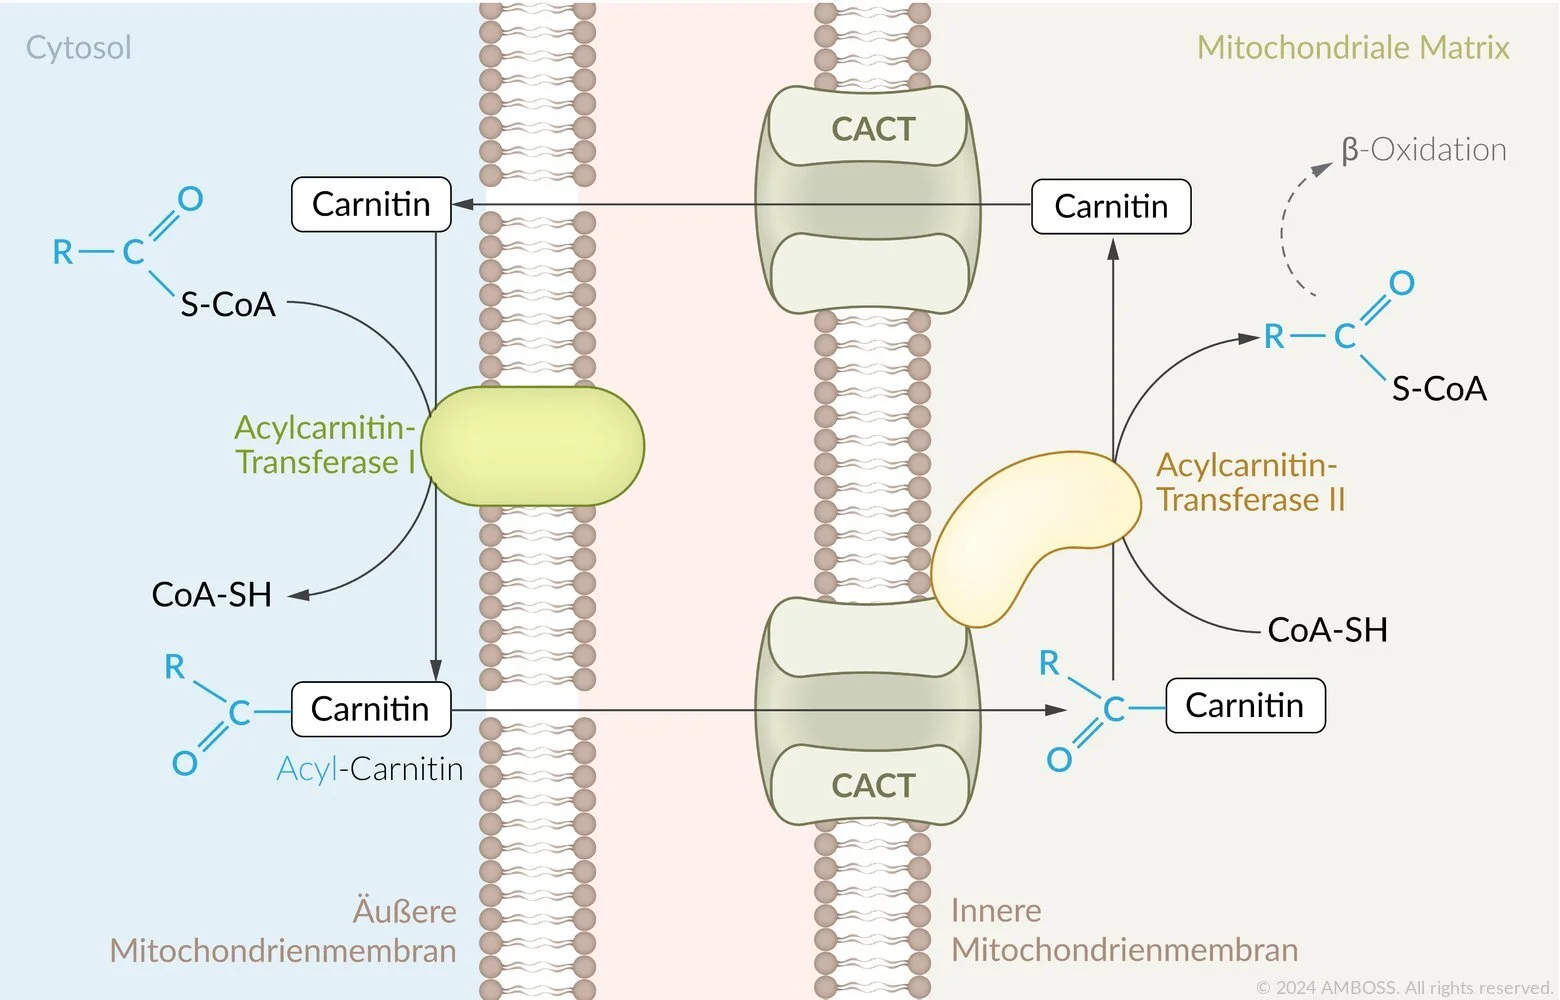 Cytosol
Mitochondriale Matrix
CACT
β-Oxidation
Carnitin
Carnitin
O
R
C
S-CoA
O
R
C
S-CoA
Acylcarnitin-
Transferase I
Acylcarnitin-
Transferase II
CoA-SH
CoA-SH
R
C
O
Carnitin
Acyl-Carnitin
R
C
O
Carnitin
CACT
Äußere
Mitochondrienmembran
Innere
Mitochondrienmembran
© 2024 AMBOSS. All rights reserved.